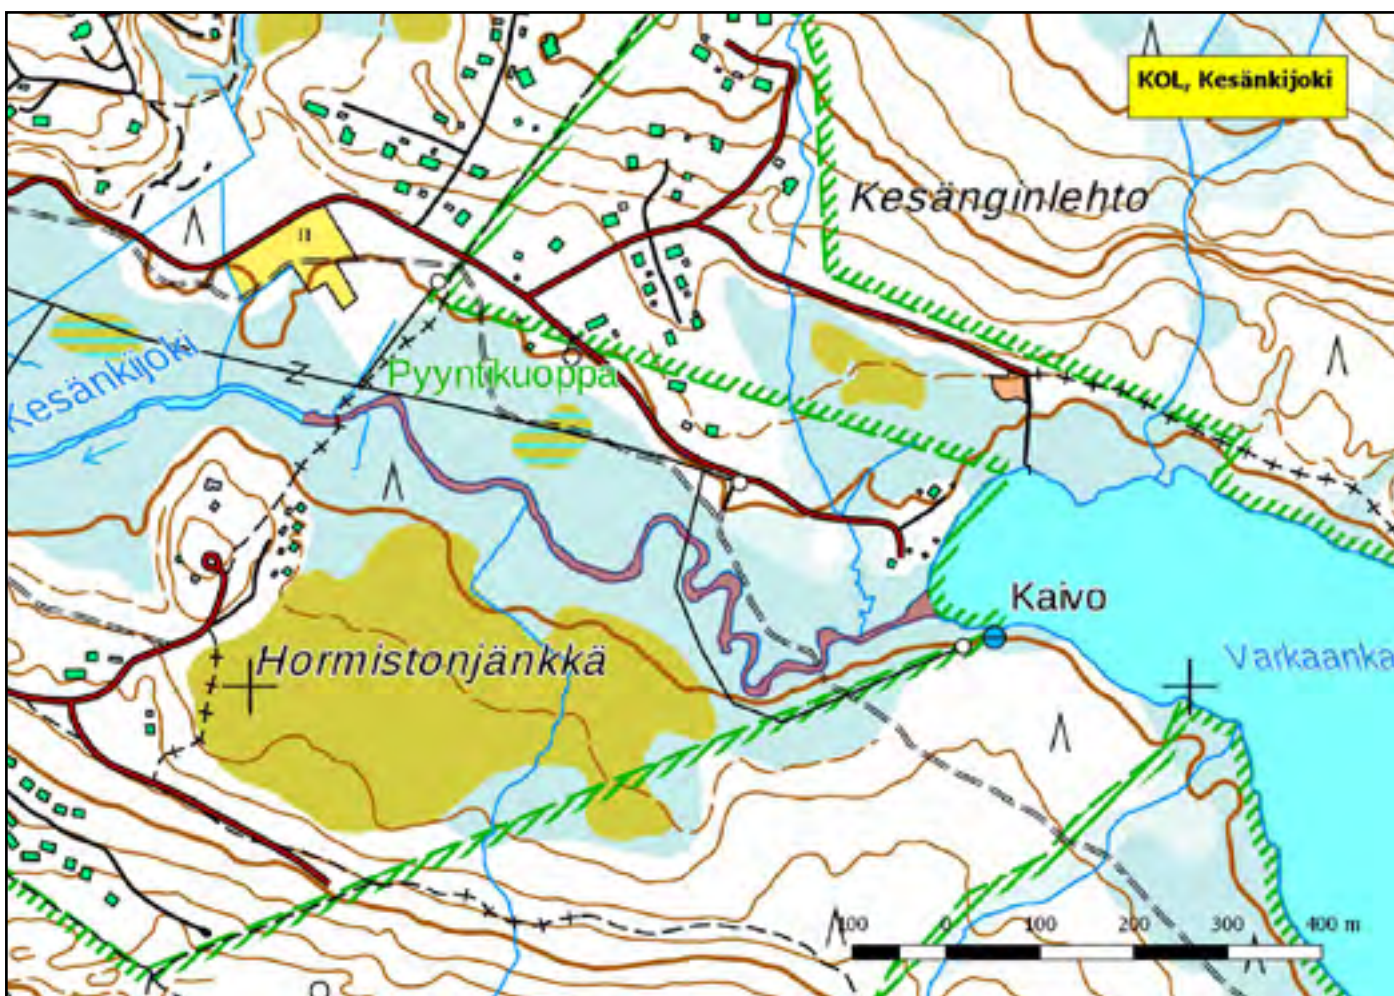 KOL, Kesänkijoki
Kesänginlehto
Kesänkijoki
Pyyntikuoppa
Kaivo
Hormistonjänkkä
Varkaanka
100 0 100 200 300 400 m